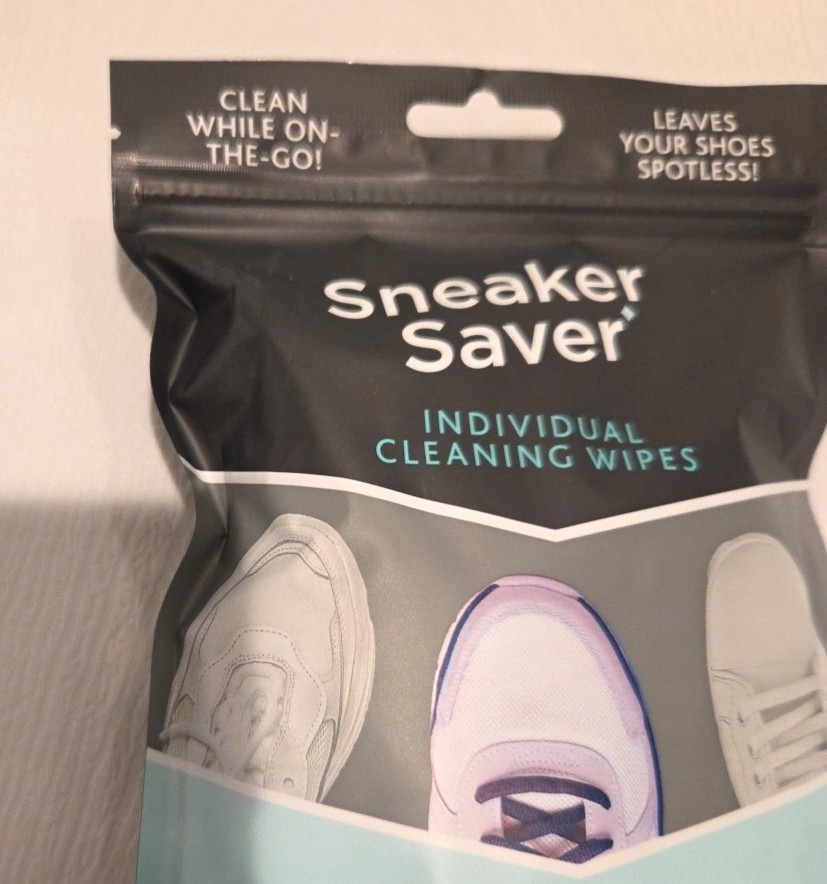 CLEAN
WHILE ON-
THE-GO!
LEAVES
YOUR SHOES
SPOTLESS!
Sneaker
Saver
INDIVIDUAL
CLEANING WIPES